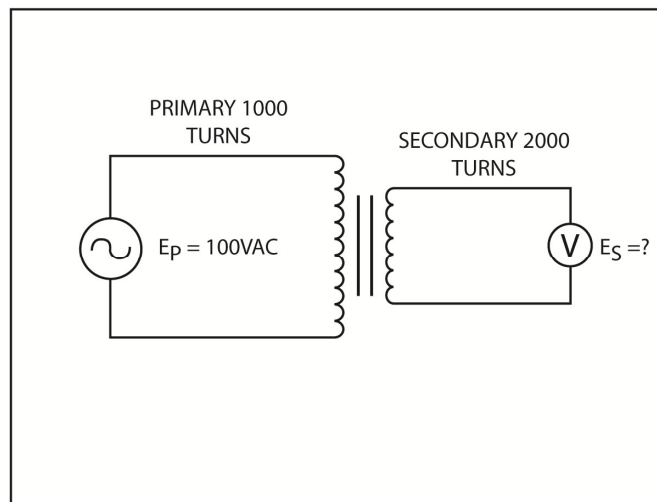 PRIMARY 1000
TURNS
SECONDARY 2000
TURNS
EP = 100VAC
V
ES =?